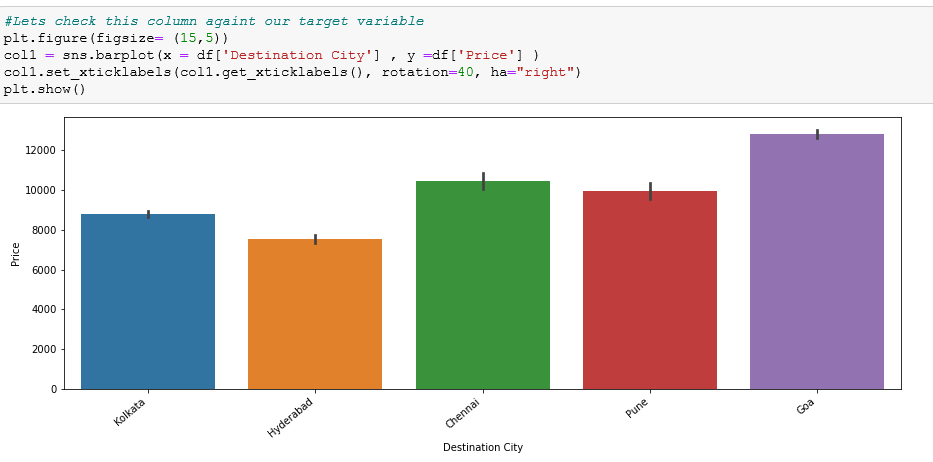 #Lets check this column againt our target variable
plt.figure(figsize= (15,5))
col1 = sns.barplot(x = df['Destination City'] , y =df['Price'] )
col1.set_xticklabels(col1.get_xticklabels(), rotation=40, ha="right")
plt.show()
12000
10000
8000
6000
4000
2000
0
Price
Kolkata
Hyderabad
Chennai
Pune
Goa
Destination City